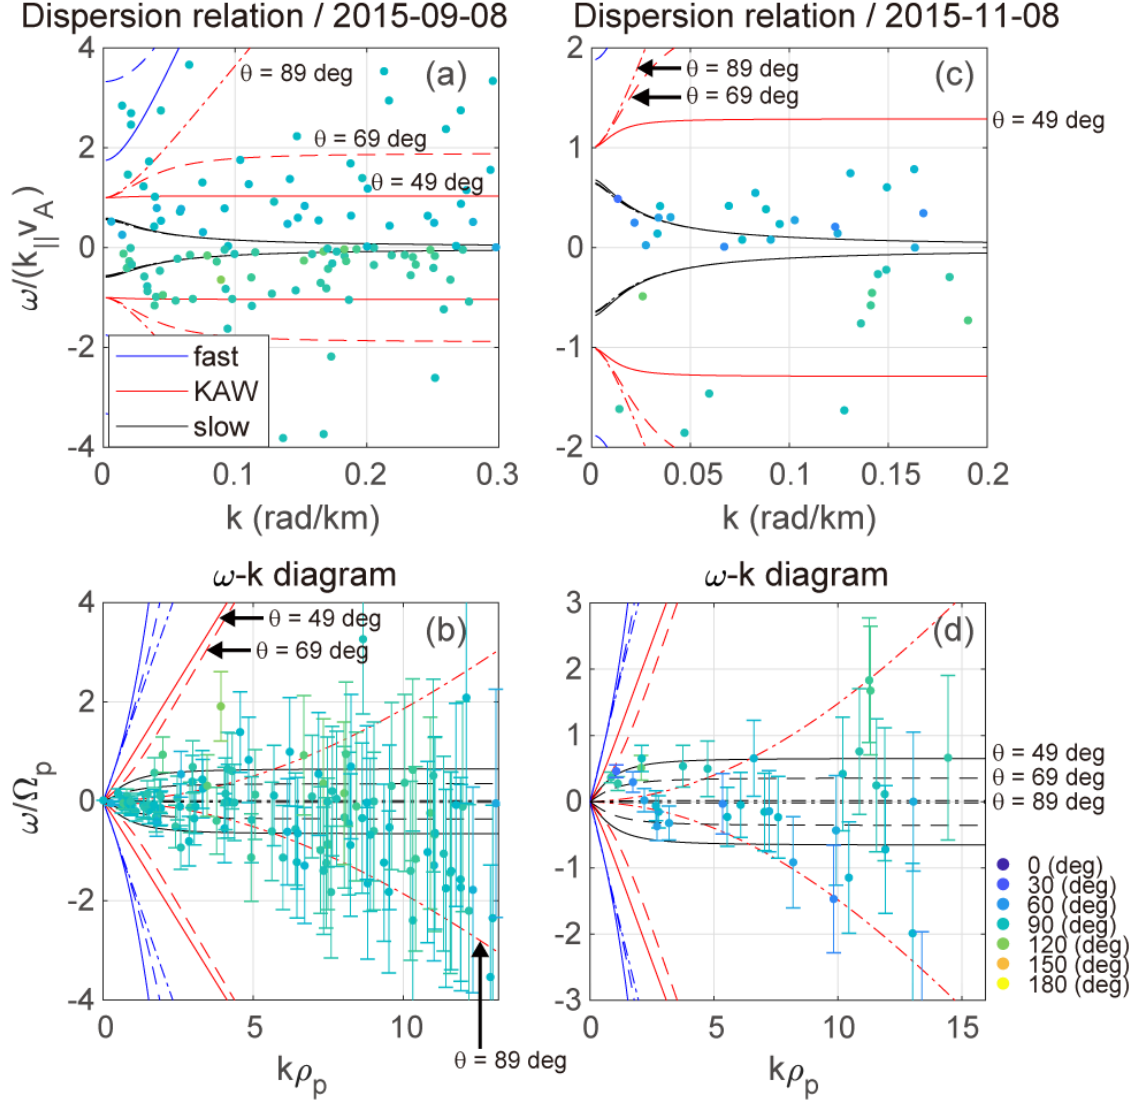 Dispersion relation / 2015-09-08
Dispersion relation / 2015-11-08
(a)
θ = 89 deg
θ = 69 deg
θ = 49 deg
4
2
0
-2
-4
ω/(k||vA)
fast
KAW
slow
0
0.1
0.2
0.3
k (rad/km)
(c)
θ = 89 deg
θ = 69 deg
θ = 49 deg
2
1
0
-1
-2
0
0.05
0.1
0.15
0.2
k (rad/km)
ω-k diagram
ω-k diagram
(b)
θ = 49 deg
θ = 69 deg
4
2
0
-2
-4
ω/Ωp
0
5
10
kρp
θ = 89 deg
(d)
3
2
1
0
-1
-2
-3
θ = 49 deg
θ = 69 deg
θ = 89 deg
0
5
10
15
kρp
0 (deg)
30 (deg)
60 (deg)
90 (deg)
120 (deg)
150 (deg)
180 (deg)